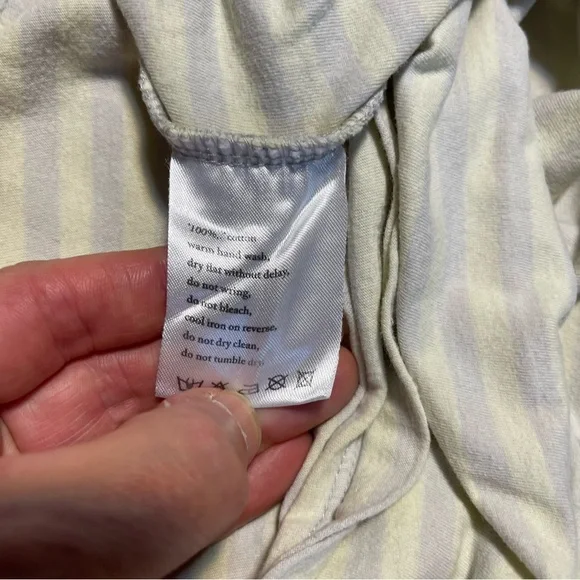 '100%.' cotton
warm hand wash,
dry flat without delay,
do not wring,
do not bleach,
cool iron on reverse,
do not dry clean,
do not tumble dry